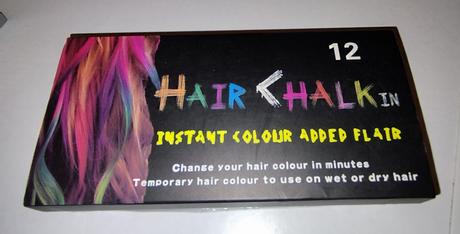 12
HAIR CHALKIN
INSTANT COLOUR ADDED FLAIR
Change your hair colour in minutes
Temporary hair colour to use on wet or dry hair